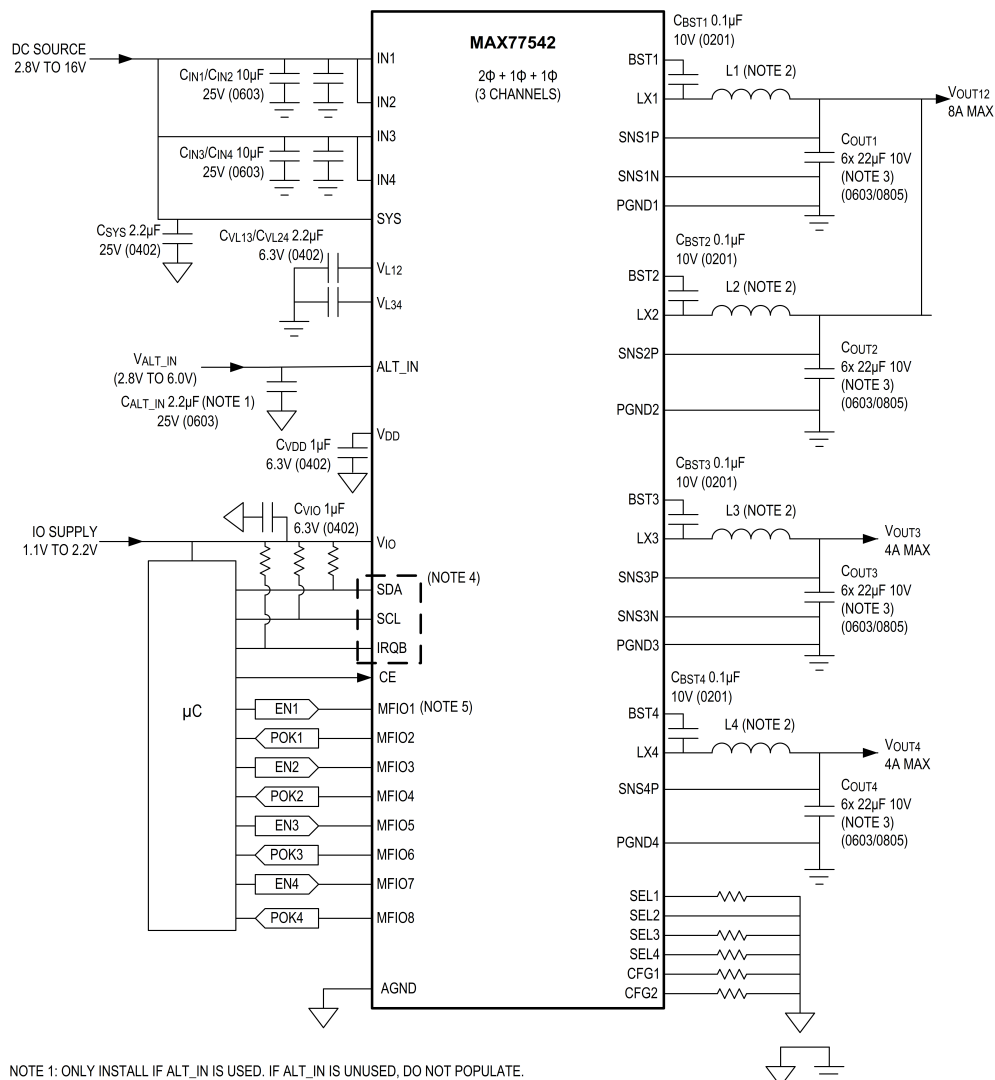 MAX77542
2Φ + 1Φ + 1Φ
(3 CHANNELS)
DC SOURCE
2.8V TO 16V
CIN1/CIN2 10µF
25V (0603)
CIN3/CIN4 10µF
25V (0603)
CSYS 2.2µF
25V (0402)
CVL13/CVL24 2.2µF
6.3V (0402)
VALT_IN
(2.8V TO 6.0V)
CALT_IN 2.2µF (NOTE 1)
25V (0603)
CVDD 1µF
6.3V (0402)
CVIO 1µF
6.3V (0402)
IO SUPPLY
1.1V TO 2.2V
µC
EN1
POK1
EN2
POK2
EN3
POK3
EN4
POK4
IN1
IN2
IN3
IN4
SYS
VL12
VL34
ALT_IN
VDD
VIO
(NOTE 4)
SDA
SCL
IRQB
CE
MFIO1 (NOTE 5)
MFIO2
MFIO3
MFIO4
MFIO5
MFIO6
MFIO7
MFIO8
AGND
CBST1 0.1µF
10V (0201)
BST1
L1 (NOTE 2)
LX1
VOUT12
8A MAX
SNS1P
COUT1
6x 22µF 10V
(NOTE 3)
(0603/0805)
SNS1N
PGND1
CBST2 0.1µF
10V (0201)
BST2
L2 (NOTE 2)
LX2
SNS2P
COUT2
6x 22µF 10V
(NOTE 3)
(0603/0805)
PGND2
CBST3 0.1µF
10V (0201)
BST3
L3 (NOTE 2)
LX3
VOUT3
4A MAX
SNS3P
COUT3
6x 22µF 10V
(NOTE 3)
(0603/0805)
SNS3N
PGND3
CBST4 0.1µF
10V (0201)
BST4
L4 (NOTE 2)
LX4
VOUT4
4A MAX
SNS4P
COUT4
6x 22µF 10V
(NOTE 3)
(0603/0805)
PGND4
SEL1
SEL2
SEL3
SEL4
CFG1
CFG2
NOTE 1: ONLY INSTALL IF ALT_IN IS USED. IF ALT_IN IS UNUSED, DO NOT POPULATE.